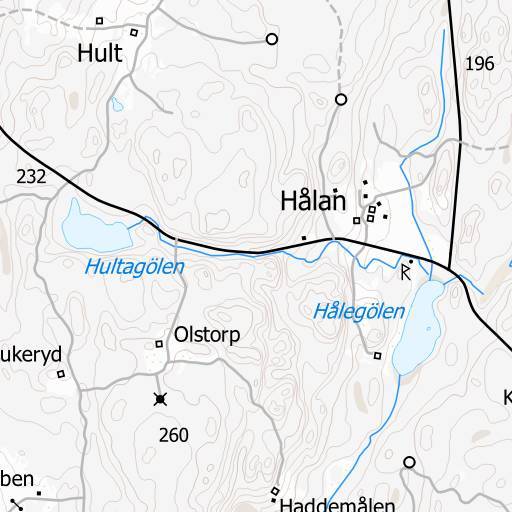 Hult
196
232
Hålan
Hultagölen
Hålegölen
Olstorp
ukeryd
K
260
ben
Haddemålen